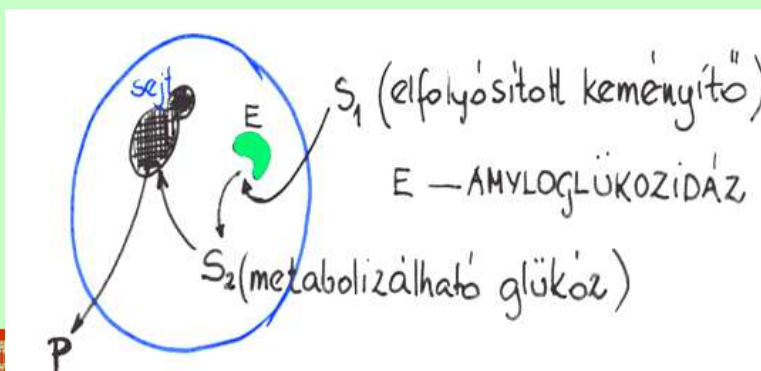 sejt
E
S₁ (elfolyósított keményítő)
E — AMYLOGLÜKOZIDÁZ
S₂ (metabolizálható glükóz)
P